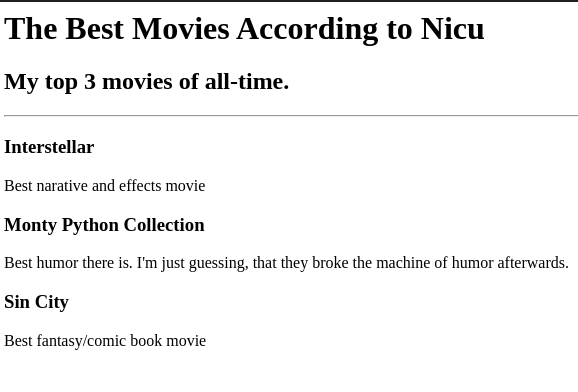 The Best Movies According to Nicu
My top 3 movies of all-time.
Interstellar
Best narative and effects movie
Monty Python Collection
Best humor there is. I'm just guessing, that they broke the machine of humor afterwards.
Sin City
Best fantasy/comic book movie